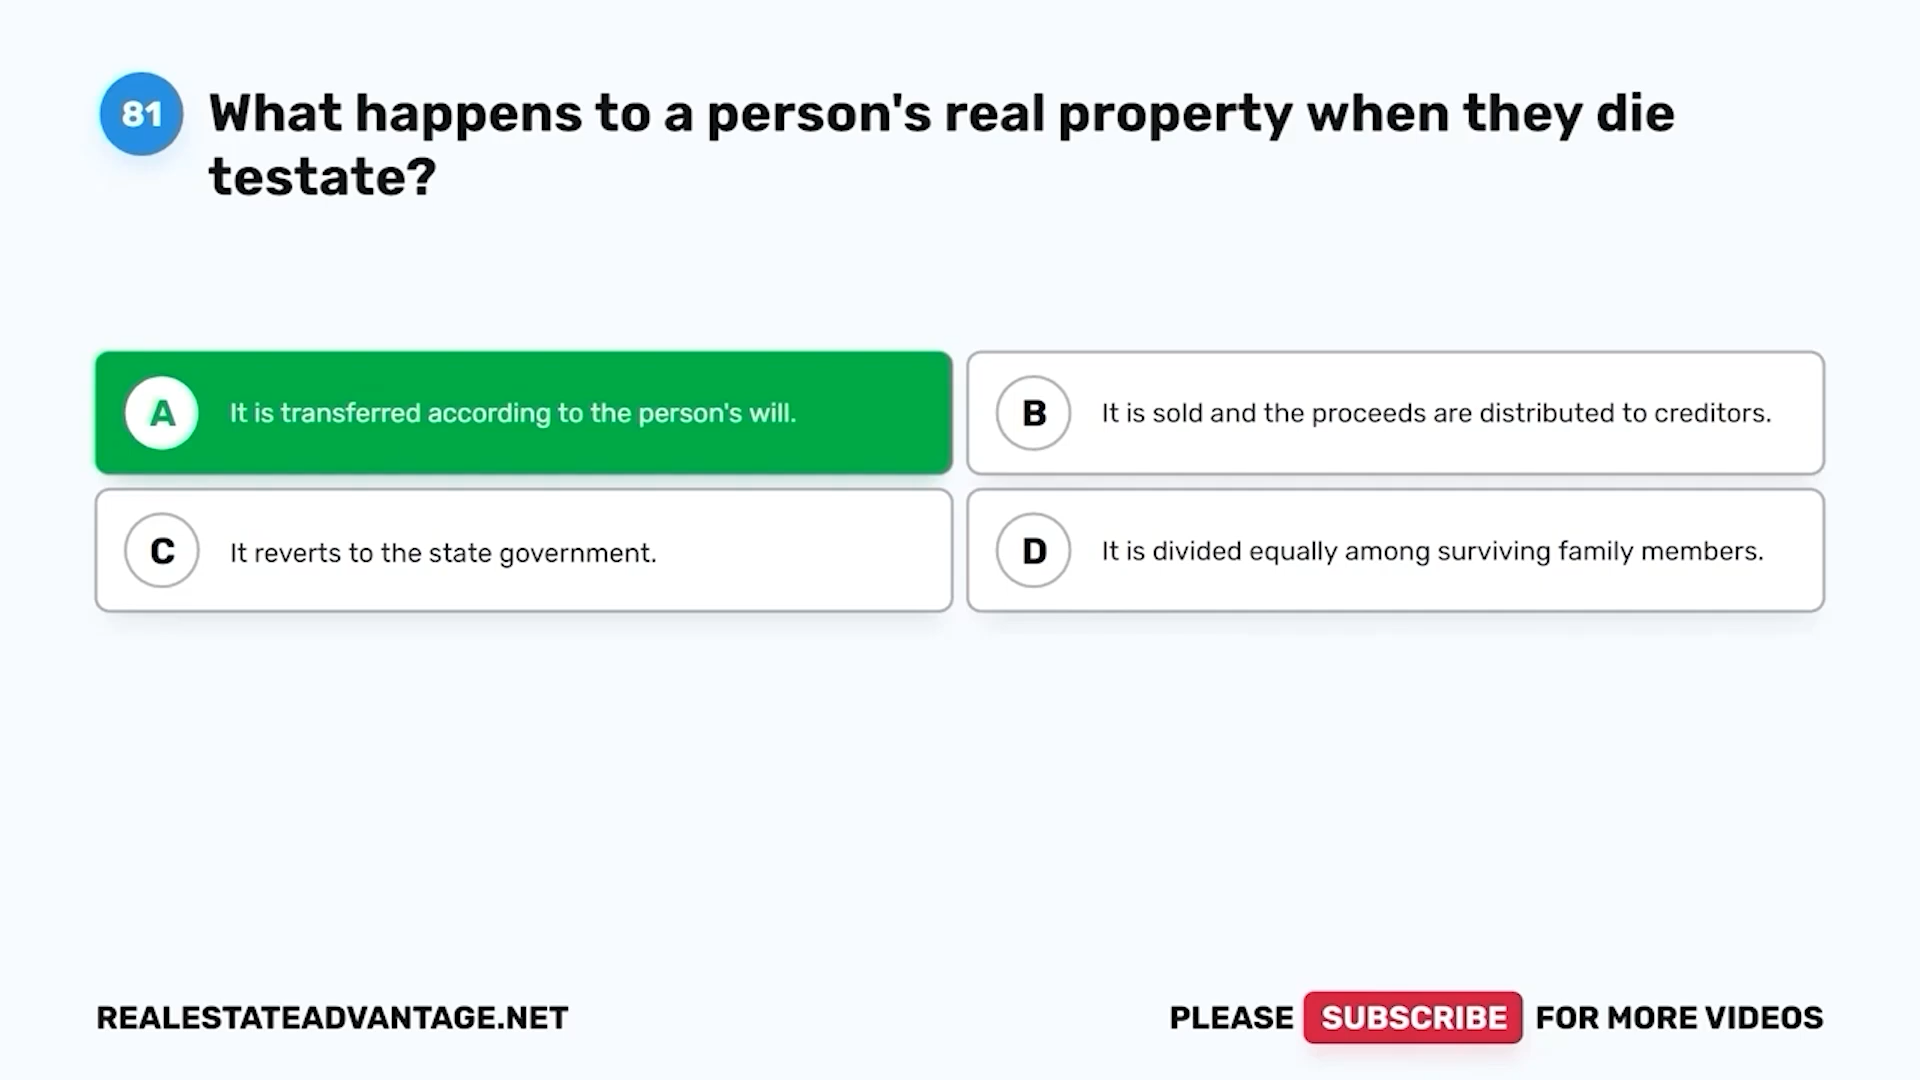 81
What happens to a person's real property when they die
testate?
A
It is transferred according to the person's will.
B
It is sold and the proceeds are distributed to creditors.
C
It reverts to the state government.
D
It is divided equally among surviving family members.
REALESTATEADVANTAGE.NET
PLEASE SUBSCRIBE FOR MORE VIDEOS